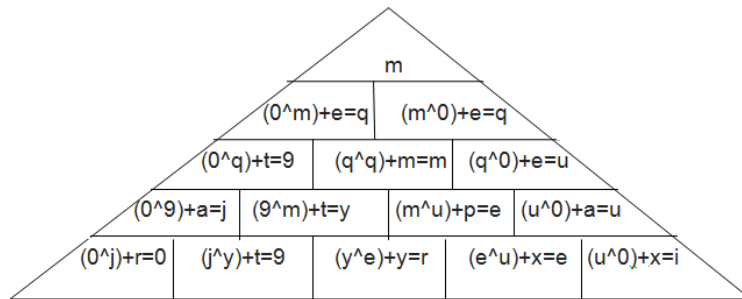 m
(0^m)+e=q (m^0)+e=q
(0^q)+t=9 (q^q)+m=m (q^0)+e=u
(0^9)+a=j (9^m)+t=y (m^u)+p=e (u^0)+a=u
(0^j)+r=0 (j^y)+t=9 (y^e)+y=r (e^u)+x=e (u^0)+x=i